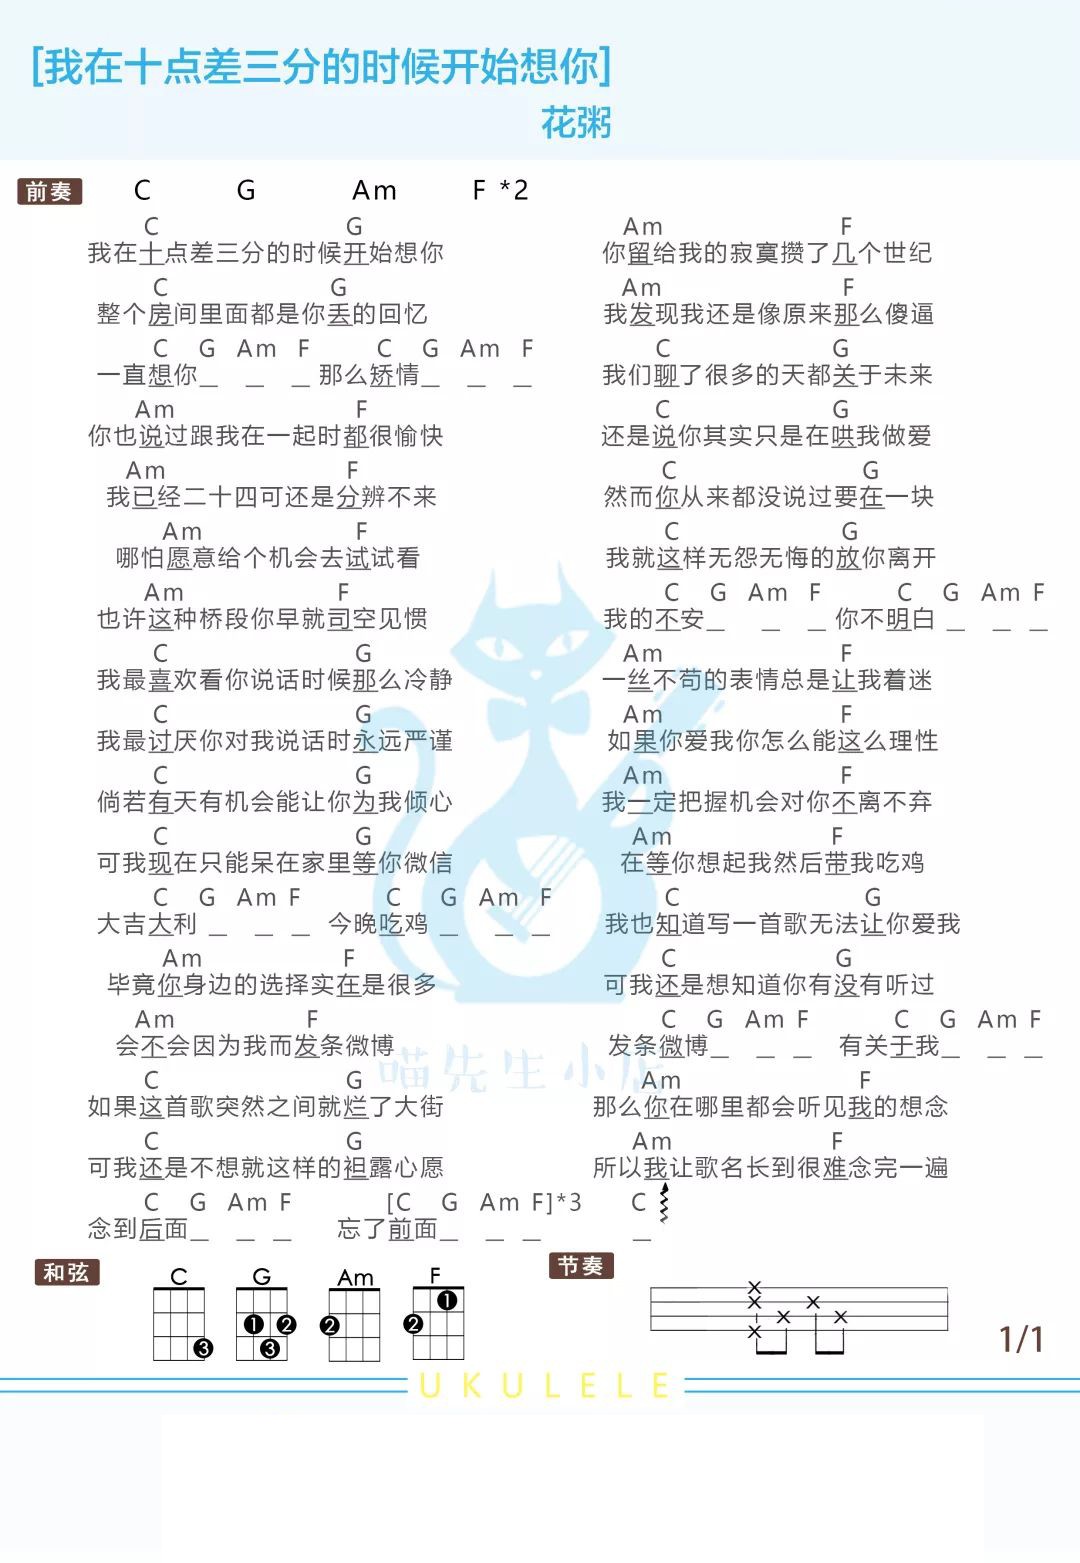 [我在十点差三分的时候开始想你]
花粥
前奏 C G Am F *2
C G
我在十点差三分的时候开始想你
C G
整个房间里面都是你丢的回忆
C G Am F C G Am F
一直想你_ _ _ 那么矫情_ _ _
Am F
你也说过跟我在一起时都很愉快
Am F
我已经二十四可还是分辨不来
Am F
哪怕愿意给个机会去试试看
Am F
也许这种桥段你早就司空见惯
C G
我最喜欢看你说话时候那么冷静
C G
我最讨厌你对我说话时永远严谨
C G
倘若有天有机会能让你为我倾心
C G
可我现在只能呆在家里等你微信
C G Am F C G Am F
大吉大利 _ _ _ 今晚吃鸡 _ _ _
Am F
毕竟你身边的选择实在是很多
Am F
会不会因为我而发条微博
C G
如果这首歌突然之间就烂了大街
C G
可我还是不想就这样的袒露心愿
C G Am F [C G Am F]*3 C
念到后面_ _ _ 忘了前面_ _ _ _
Am F
你留给我的寂寞攒了几个世纪
Am F
我发现我还是像原来那么傻逼
C G
我们聊了很多的天都关于未来
C G
还是说你其实只是在哄我做爱
C G
然而你从来都没说过要在一块
C G
我就这样无怨无悔的放你离开
C G Am F C G Am F
我的不安_ _ _ 你不明白 _ _ _
Am F
一丝不苟的表情总是让我着迷
Am F
如果你爱我你怎么能这么理性
Am F
我一定把握机会对你不离不弃
Am F
在等你想起我然后带我吃鸡
C G
我也知道写一首歌无法让你爱我
C G
可我还是想知道你有没有听过
C G Am F C G Am F
发条微博_ _ _ 有关于我_ _ _
Am F
那么你在哪里都会听见我的想念
Am F
所以我让歌名长到很难念完一遍
喵先生小店
和弦 C G Am F
3 1 2 3 2 1 2
节奏
1/1
UKULELE